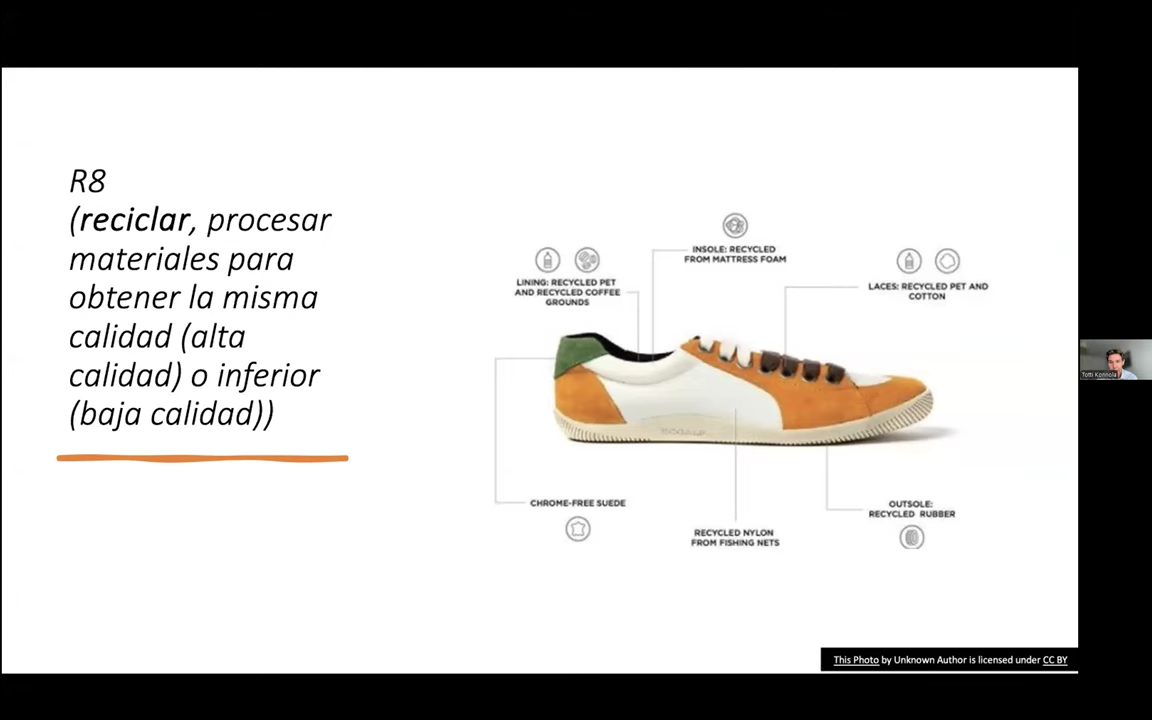 R8
(reciclar, procesar
materiales para
obtener la misma
calidad (alta
calidad) o inferior
(baja calidad))
INSOLE: RECYCLED
FROM MATTRESS FOAM
LINING: RECYCLED PET
AND RECYCLED COFFEE
GROUNDS
LACES: RECYCLED PET AND
COTTON
CHROME-FREE SUEDE
RECYCLED NYLON
FROM FISHING NETS
OUTSOLE:
RECYCLED RUBBER
This Photo by Unknown Author is licensed under CC BY